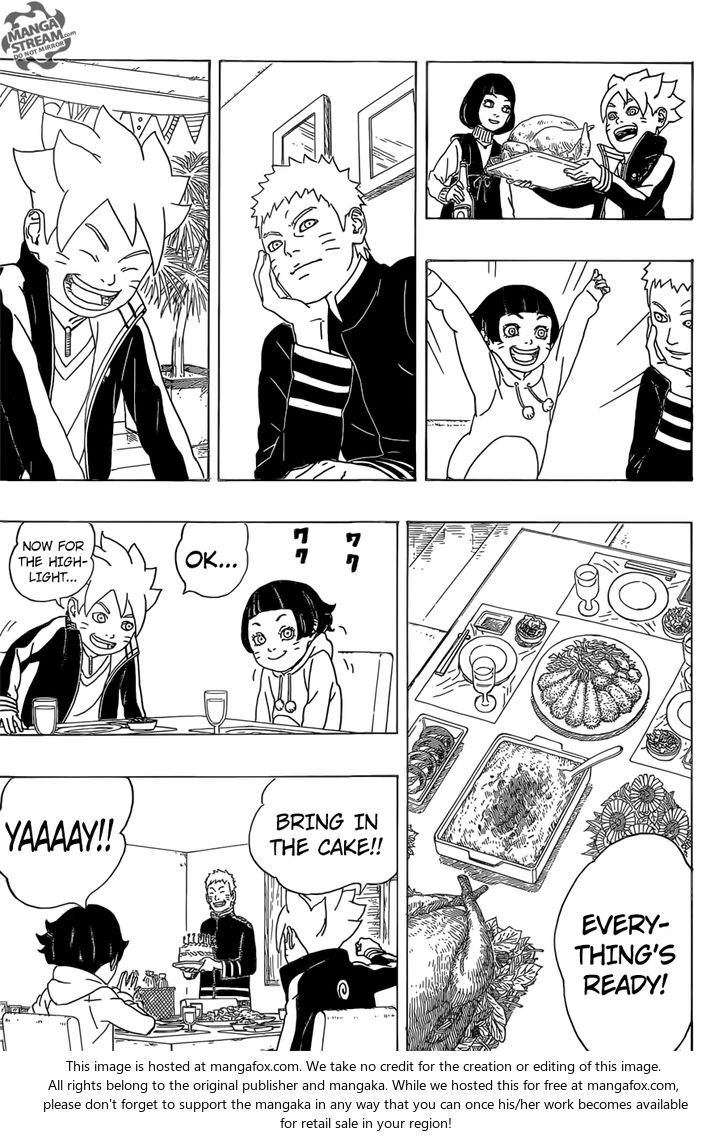 MANGA
STREAM.com
DO NOT MIRROR
EVERY-
THING'S
READY!
NOW FOR
THE HIGH-
LIGHT...
OK...
ワク
ワク
BRING IN
THE CAKE!!
YAAAAY!!
This image is hosted at mangafox.com. We take no credit for the creation or editing of this image.
All rights belong to the original publisher and mangaka. While we hosted this for free at mangafox.com,
please don't forget to support the mangaka in any way that you can once his/her work becomes available
for retail sale in your region!